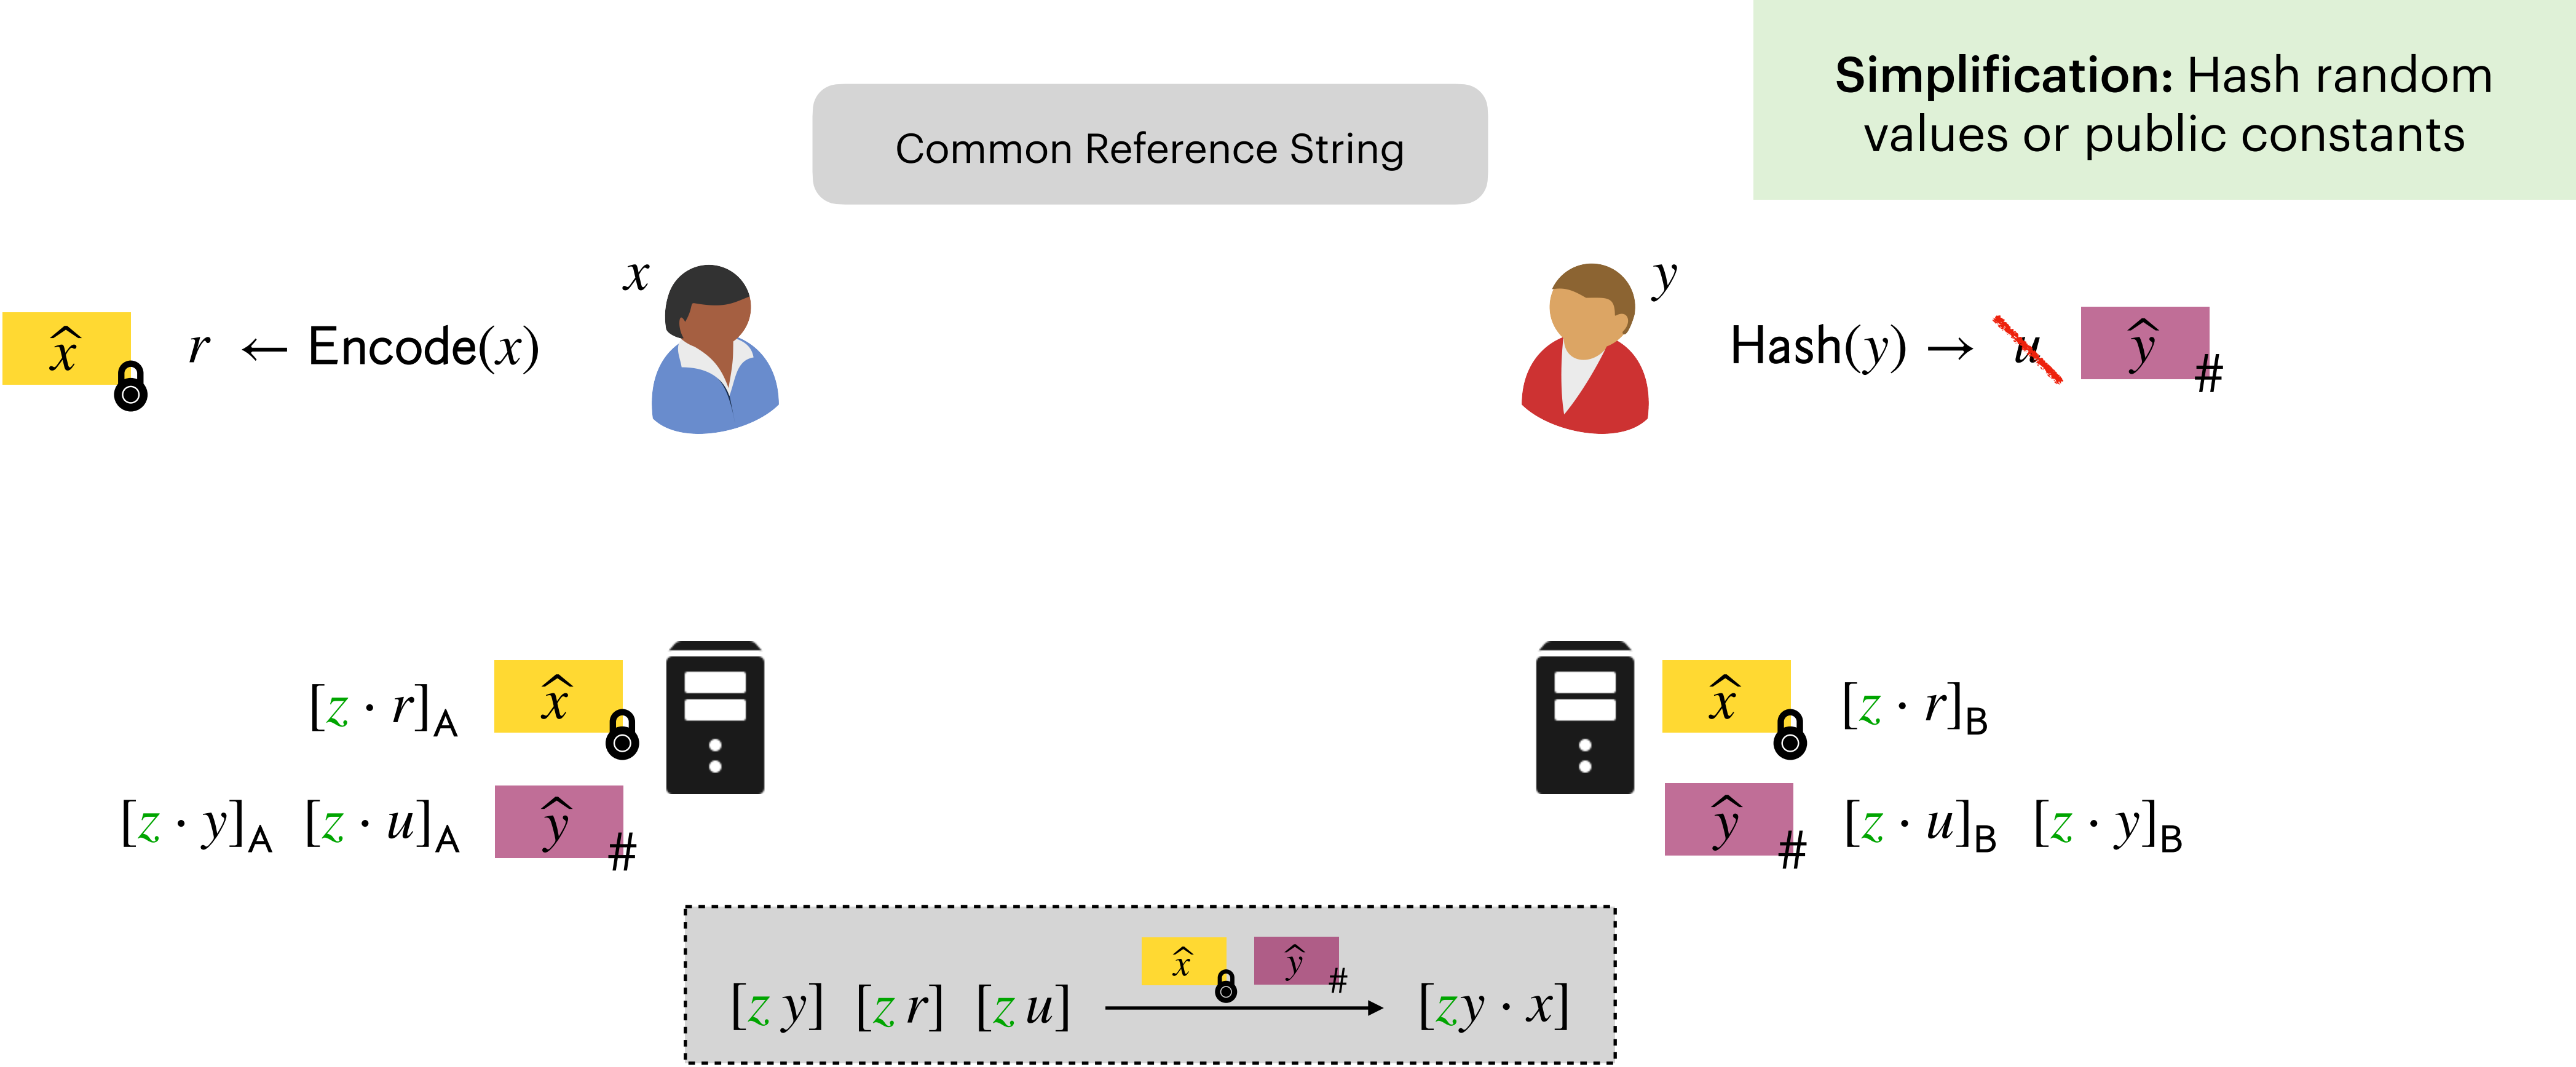 Simplification: Hash random
values or public constants
Common Reference String
x
y
x̂ r ← Encode(x)
Hash(y) → u ŷ #
[z · r]A x̂
x̂ [z · r]B
[z · y]A [z · u]A ŷ #
ŷ # [z · u]B [z · y]B
x̂ ŷ #
[z y] [z r] [z u] → [zy · x]